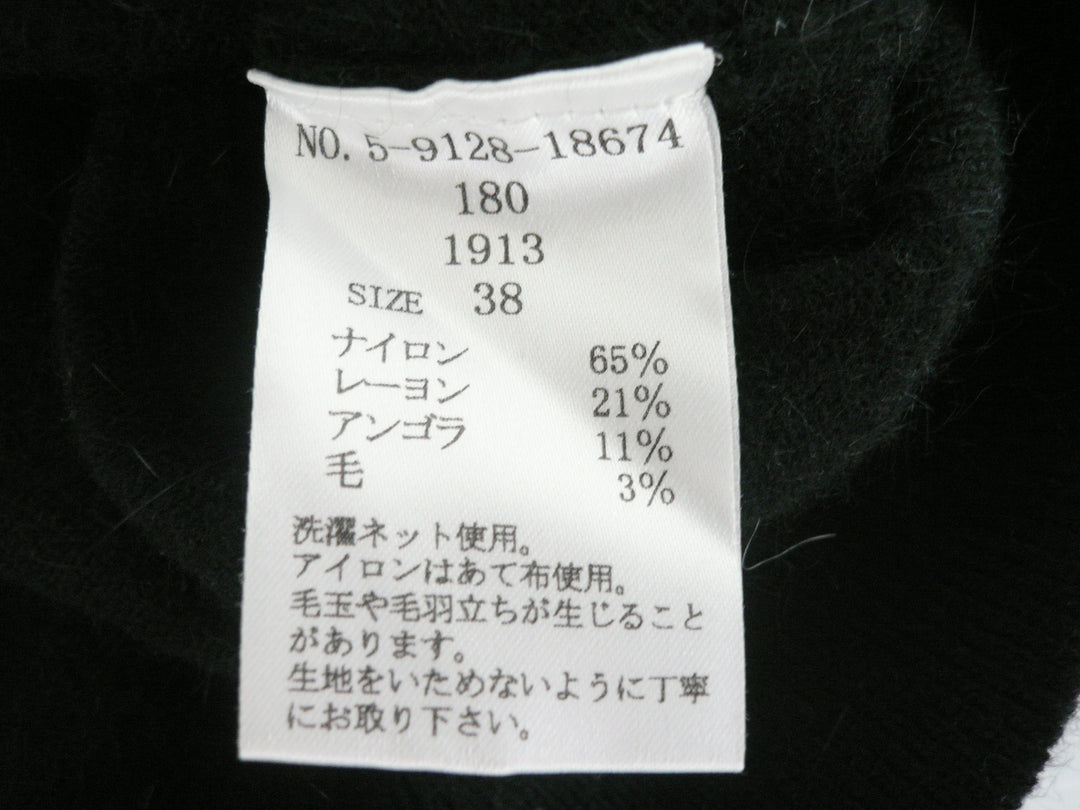 NO. 5-9128-18674
180
1913
SIZE 38
ナイロン 65%
レーヨン 21%
アンゴラ 11%
毛 3%
洗濯ネット使用。
アイロンはあて布使用。
毛玉や毛羽立ちが生じること
があります。
生地をいためないように丁寧
にお取り下さい。